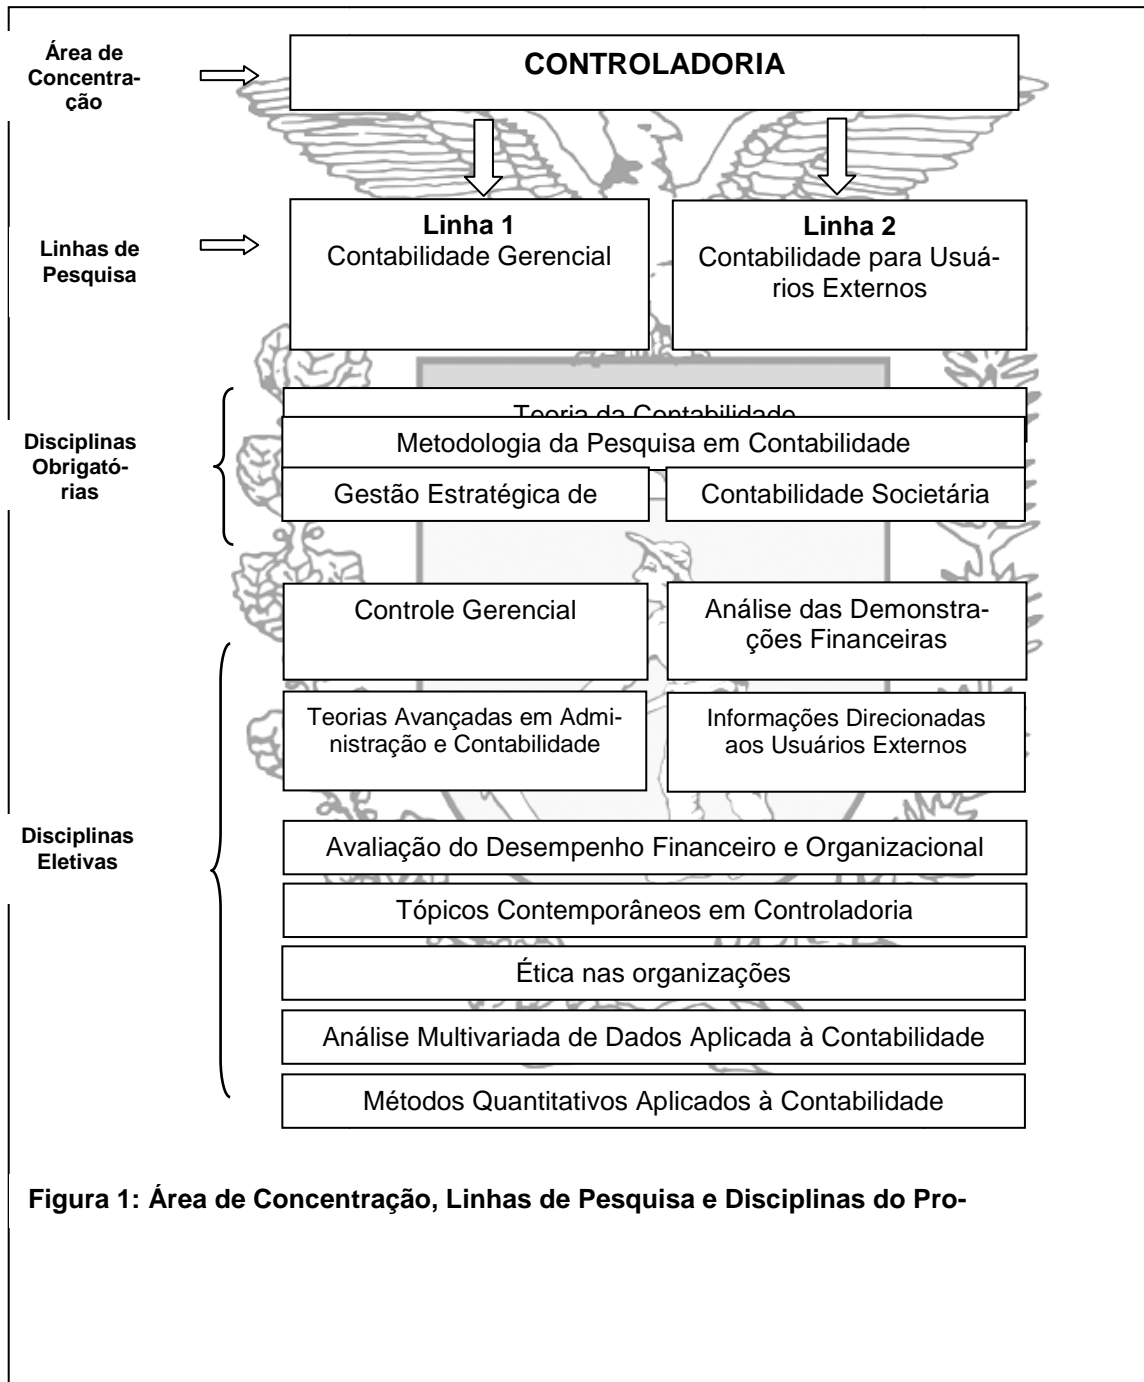 Área de
Concentra-
ção
CONTROLADORIA
Linhas de
Pesquisa
Linha 1
Contabilidade Gerencial
Linha 2
Contabilidade para Usuá-
rios Externos
Disciplinas
Obrigató-
rias
Teoria da Contabilidade
Metodologia da Pesquisa em Contabilidade
Gestão Estratégica de
Contabilidade Societária
Disciplinas
Eletivas
Controle Gerencial
Análise das Demonstra-
ções Financeiras
Teorias Avançadas em Admi-
nistração e Contabilidade
Informações Direcionadas
aos Usuários Externos
Avaliação do Desempenho Financeiro e Organizacional
Tópicos Contemporâneos em Controladoria
Ética nas organizações
Análise Multivariada de Dados Aplicada à Contabilidade
Métodos Quantitativos Aplicados à Contabilidade
Figura 1: Área de Concentração, Linhas de Pesquisa e Disciplinas do Pro-